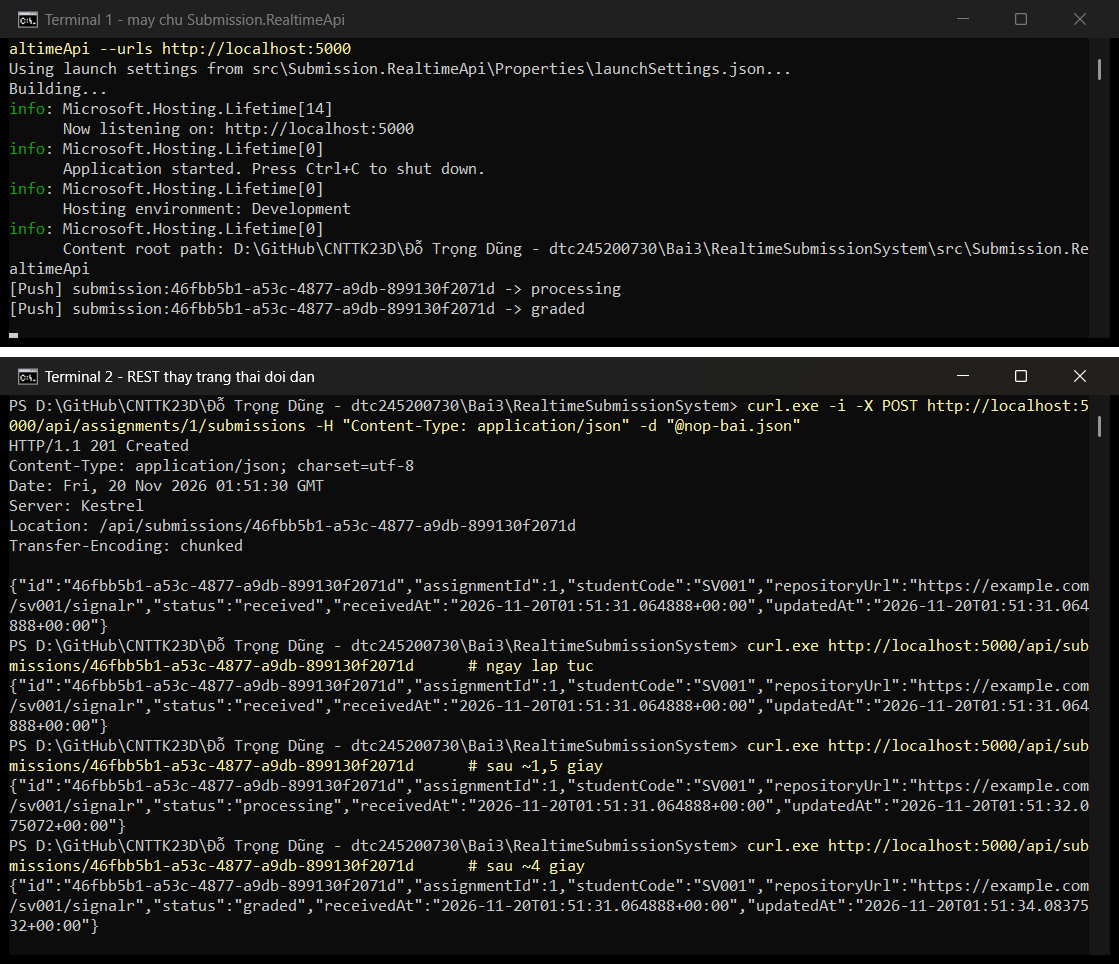 Terminal 1 - may chu Submission.RealtimeApi
altimeApi --urls http://localhost:5000
Using launch settings from src\Submission.RealtimeApi\Properties\launchSettings.json...
Building...
info: Microsoft.Hosting.Lifetime[14]
      Now listening on: http://localhost:5000
info: Microsoft.Hosting.Lifetime[0]
      Application started. Press Ctrl+C to shut down.
info: Microsoft.Hosting.Lifetime[0]
      Hosting environment: Development
info: Microsoft.Hosting.Lifetime[0]
      Content root path: D:\GitHub\CNTTK23D\Đỗ Trọng Dũng - dtc245200730\Bai3\RealtimeSubmissionSystem\src\Submission.Re
altimeApi
[Push] submission:46fbb5b1-a53c-4877-a9db-899130f2071d -> processing
[Push] submission:46fbb5b1-a53c-4877-a9db-899130f2071d -> graded
Terminal 2 - REST thay trang thai doi dan
PS D:\GitHub\CNTTK23D\Đỗ Trọng Dũng - dtc245200730\Bai3\RealtimeSubmissionSystem> curl.exe -i -X POST http://localhost:5
000/api/assignments/1/submissions -H "Content-Type: application/json" -d "@nop-bai.json"
HTTP/1.1 201 Created
Content-Type: application/json; charset=utf-8
Date: Fri, 20 Nov 2026 01:51:30 GMT
Server: Kestrel
Location: /api/submissions/46fbb5b1-a53c-4877-a9db-899130f2071d
Transfer-Encoding: chunked

{"id":"46fbb5b1-a53c-4877-a9db-899130f2071d","assignmentId":1,"studentCode":"SV001","repositoryUrl":"https://example.com
/sv001/signalr","status":"received","receivedAt":"2026-11-20T01:51:31.064888+00:00","updatedAt":"2026-11-20T01:51:31.064
888+00:00"}
PS D:\GitHub\CNTTK23D\Đỗ Trọng Dũng - dtc245200730\Bai3\RealtimeSubmissionSystem> curl.exe http://localhost:5000/api/sub
missions/46fbb5b1-a53c-4877-a9db-899130f2071d      # ngay lap tuc
{"id":"46fbb5b1-a53c-4877-a9db-899130f2071d","assignmentId":1,"studentCode":"SV001","repositoryUrl":"https://example.com
/sv001/signalr","status":"received","receivedAt":"2026-11-20T01:51:31.064888+00:00","updatedAt":"2026-11-20T01:51:31.064
888+00:00"}
PS D:\GitHub\CNTTK23D\Đỗ Trọng Dũng - dtc245200730\Bai3\RealtimeSubmissionSystem> curl.exe http://localhost:5000/api/sub
missions/46fbb5b1-a53c-4877-a9db-899130f2071d      # sau ~1,5 giay
{"id":"46fbb5b1-a53c-4877-a9db-899130f2071d","assignmentId":1,"studentCode":"SV001","repositoryUrl":"https://example.com
/sv001/signalr","status":"processing","receivedAt":"2026-11-20T01:51:31.064888+00:00","updatedAt":"2026-11-20T01:51:32.0
75072+00:00"}
PS D:\GitHub\CNTTK23D\Đỗ Trọng Dũng - dtc245200730\Bai3\RealtimeSubmissionSystem> curl.exe http://localhost:5000/api/sub
missions/46fbb5b1-a53c-4877-a9db-899130f2071d      # sau ~4 giay
{"id":"46fbb5b1-a53c-4877-a9db-899130f2071d","assignmentId":1,"studentCode":"SV001","repositoryUrl":"https://example.com
/sv001/signalr","status":"graded","receivedAt":"2026-11-20T01:51:31.064888+00:00","updatedAt":"2026-11-20T01:51:34.08375
32+00:00"}